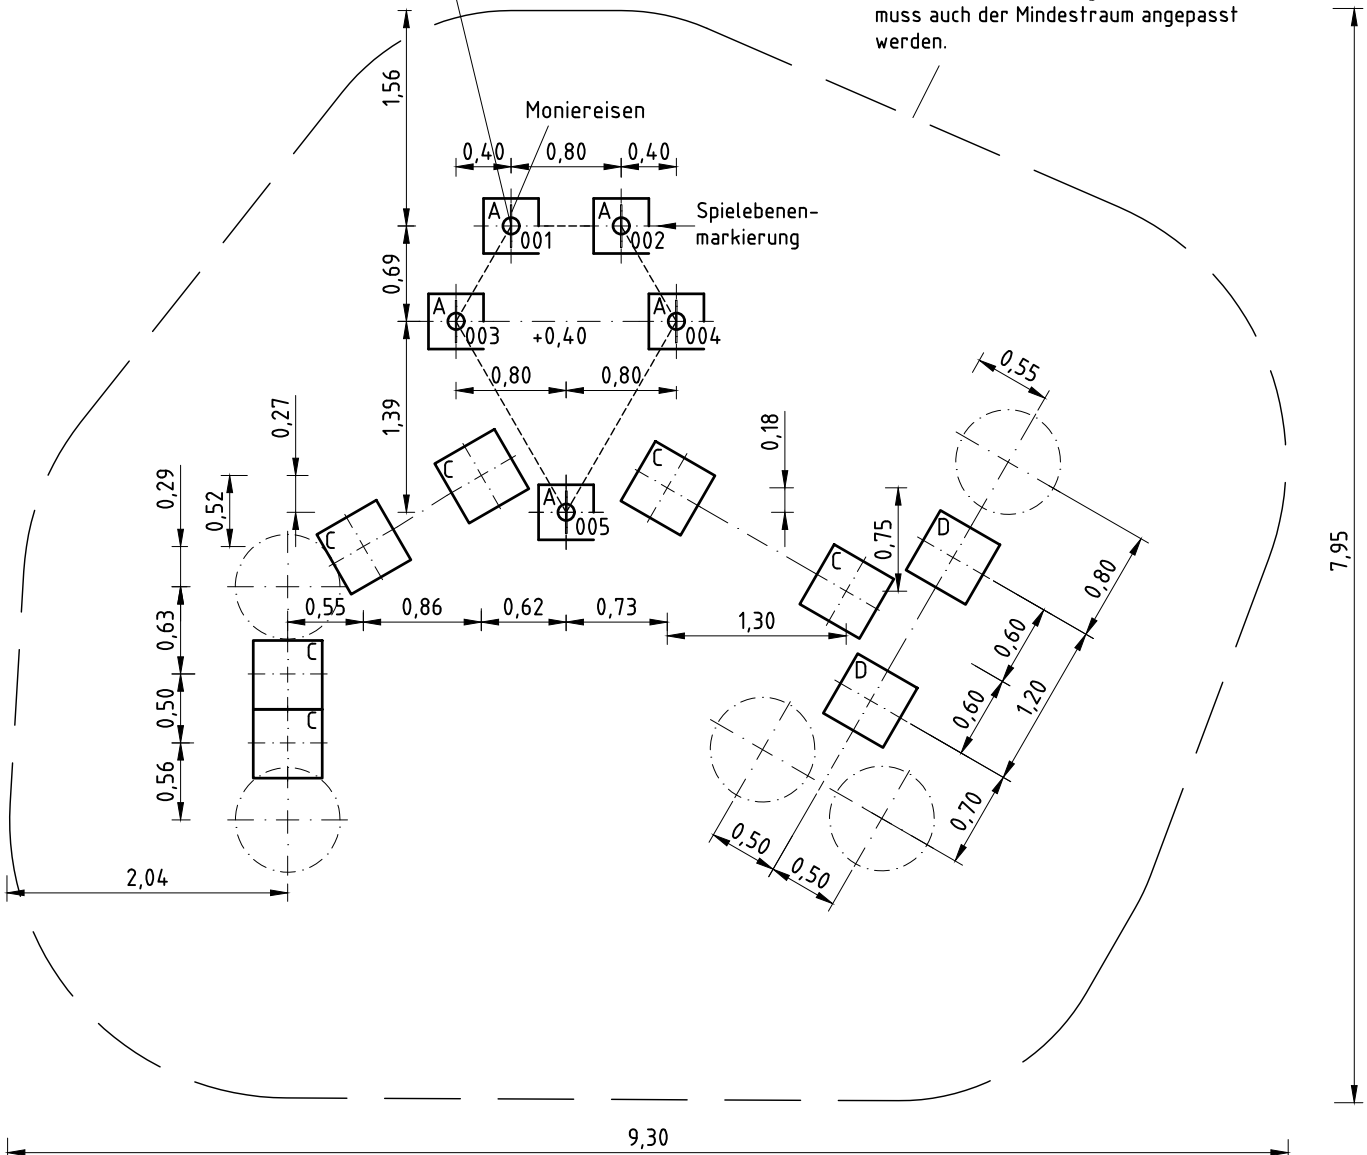 muss auch der Mindestraum angepasst
werden.
1,56
Moniereisen
0,40
0,80
0,40
A
A
Spielebenen-
markierung
001
002
0,69
A
A
003
+0,40
004
0,80
0,80
0,55
0,27
1,39
0,18
0,29
0,52
C
C
A
005
C
C
0,75
D
7,95
0,80
0,55
0,86
0,62
0,73
1,30
0,63
0,60
C
D
1,20
0,60
0,50
C
0,56
0,70
0,50
0,50
2,04
9,30